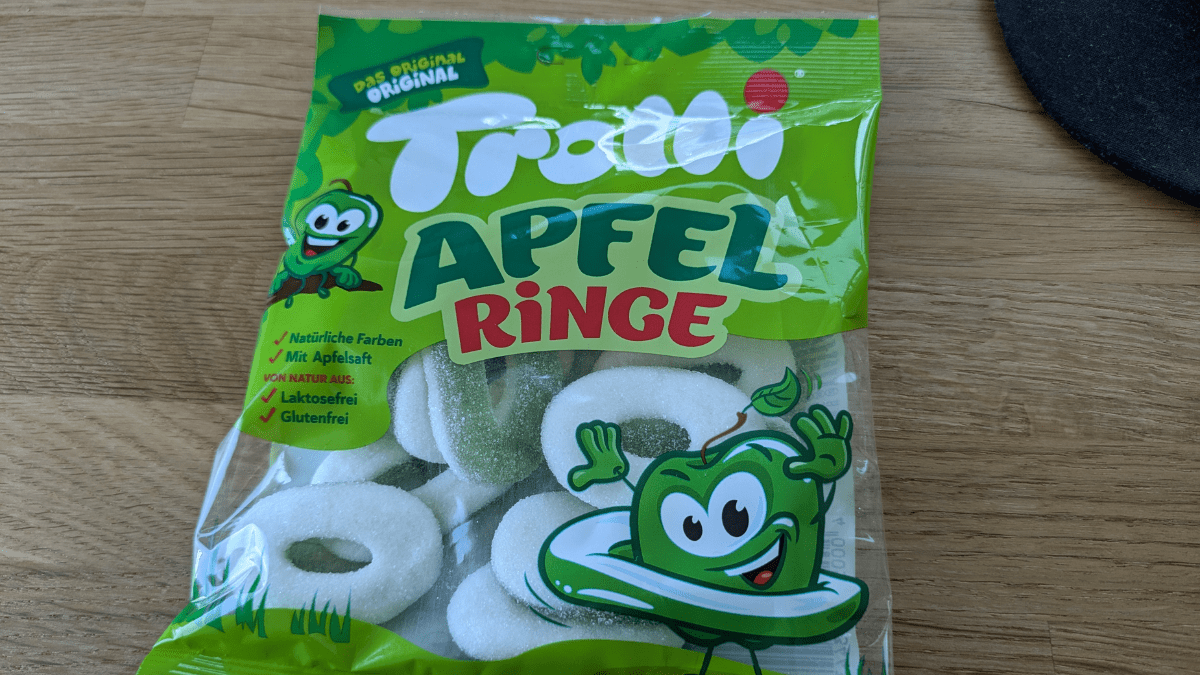 Das Original
Original
Trolli®
APFEL
RiNGE
Natürliche Farben
Mit Apfelsaft
VON NATUR AUS:
Laktosefrei
Glutenfrei